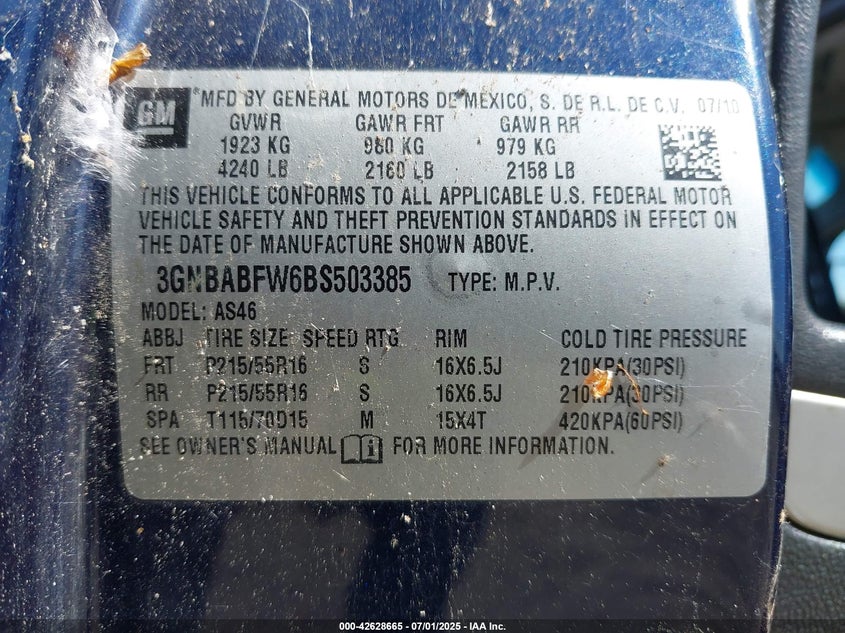 GM
®MFD BY GENERAL MOTORS DE MEXICO, S. DE R.L. DE C.V. 07/10
GVWR GAWR FRT GAWR RR
1923 KG 980 KG 979 KG
4240 LB 2160 LB 2158 LB
THIS VEHICLE CONFORMS TO ALL APPLICABLE U.S. FEDERAL MOTOR
VEHICLE SAFETY AND THEFT PREVENTION STANDARDS IN EFFECT ON
THE DATE OF MANUFACTURE SHOWN ABOVE.
3GNBABFW6BS503385 TYPE: M.P.V.
MODEL: AS46
ABBJ TIRE SIZE SPEED RTG RIM COLD TIRE PRESSURE
FRT P215/55R16 S 16X6.5J 210KPA(30PSI)
RR P215/55R16 S 16X6.5J 210KPA(30PSI)
SPA T115/70D15 M 15X4T 420KPA(60PSI)
SEE OWNER'S MANUAL FOR MORE INFORMATION.
000-42628665 - 07/01/2025 - IAA Inc.